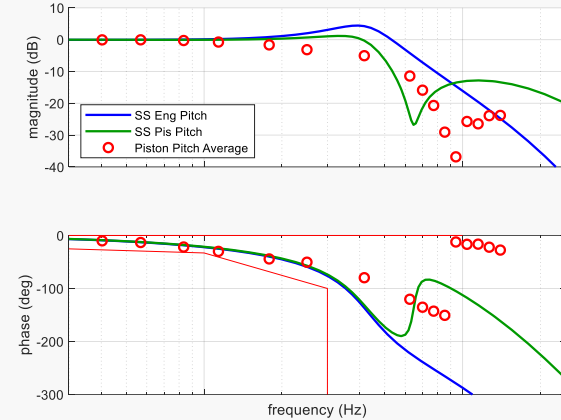 10
0
-10
-20
-30
-40
magnitude (dB)
SS Eng Pitch
SS Pis Pitch
Piston Pitch Average
0
-100
-200
-300
phase (deg)
frequency (Hz)